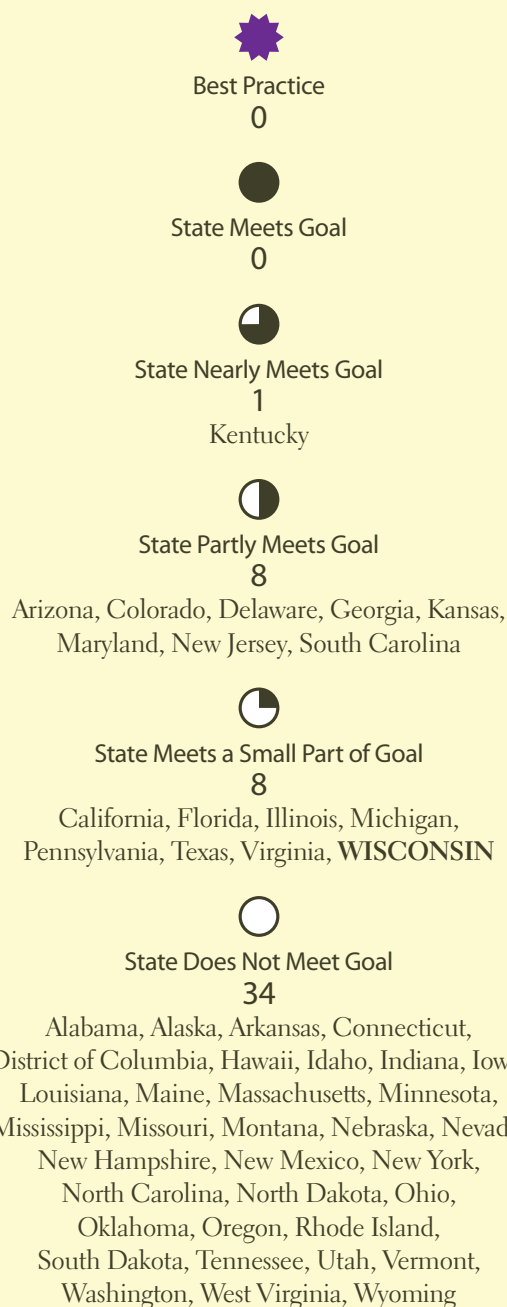 Best Practice
0
State Meets Goal
0
State Nearly Meets Goal
1
Kentucky
State Partly Meets Goal
8
Arizona, Colorado, Delaware, Georgia, Kansas,
Maryland, New Jersey, South Carolina
State Meets a Small Part of Goal
8
California, Florida, Illinois, Michigan,
Pennsylvania, Texas, Virginia, WISCONSIN
State Does Not Meet Goal
34
Alabama, Alaska, Arkansas, Connecticut,
District of Columbia, Hawaii, Idaho, Indiana, Iow
Louisiana, Maine, Massachusetts, Minnesota,
Mississippi, Missouri, Montana, Nebraska, Nevad
New Hampshire, New Mexico, New York,
North Carolina, North Dakota, Ohio,
Oklahoma, Oregon, Rhode Island,
South Dakota, Tennessee, Utah, Vermont,
Washington, West Virginia, Wyoming